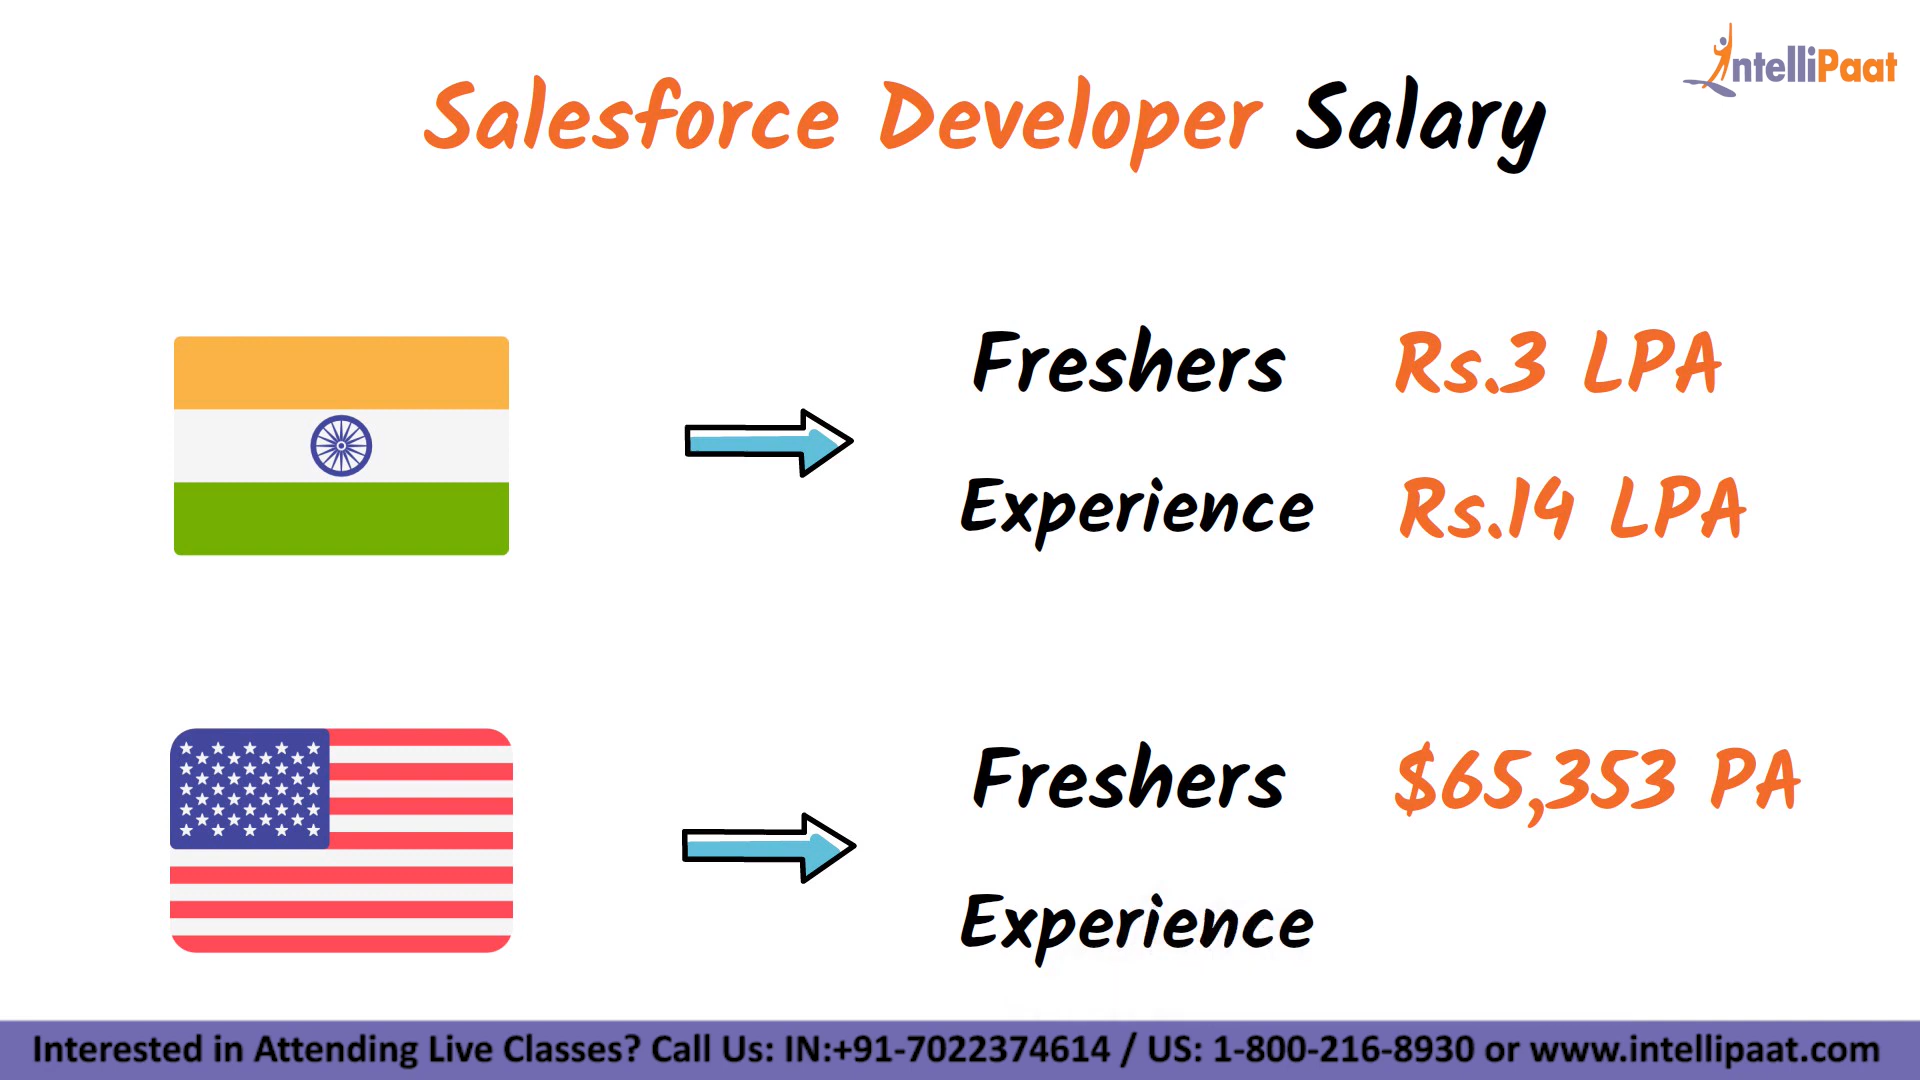 IntelliPaat
Salesforce Developer Salary
Freshers Rs.3 LPA
Experience Rs.14 LPA
Freshers $65,353 PA
Experience
Interested in Attending Live Classes? Call Us: IN:+91-7022374614 / US: 1-800-216-8930 or www.intellipaat.com